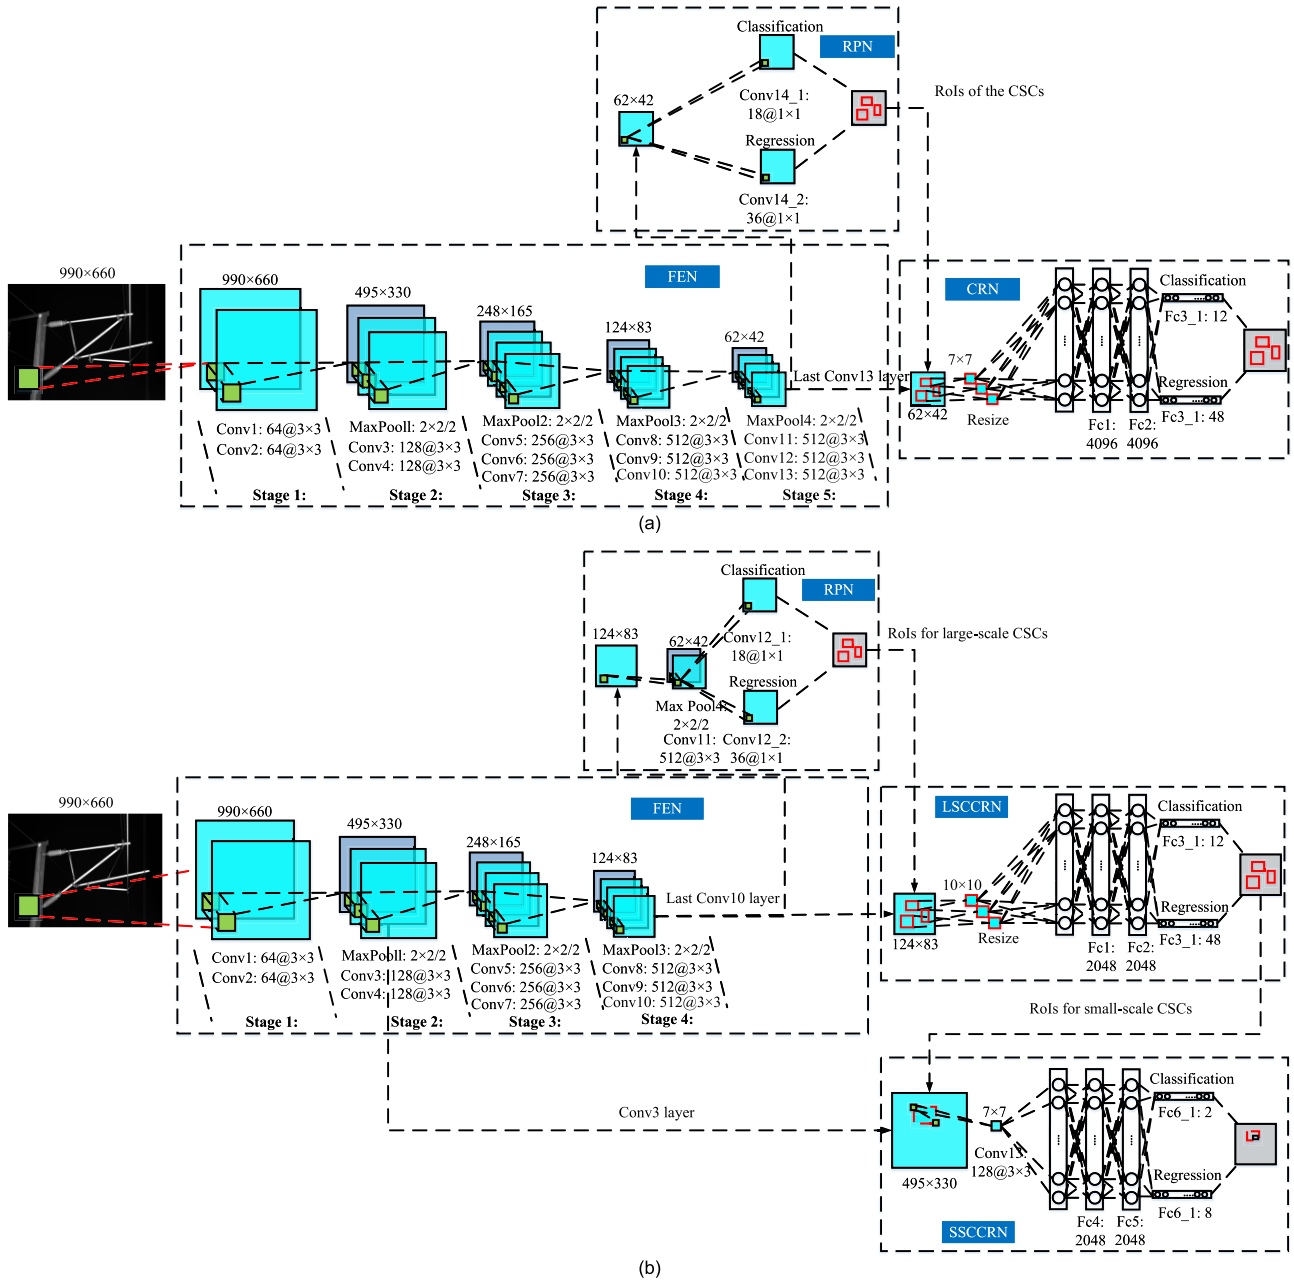 Classification
RPN
Conv14_1:
18@1×1
62×42
Regression
Conv14_2:
36@1×1
RoIs of the CSCs
990×660
FEN
990×660
495×330
248×165
124×83
62×42
Conv1: 64@3×3
Conv2: 64@3×3
Stage 1:
MaxPooll: 2×2/2
Conv3: 128@3×3
Conv4: 128@3×3
Stage 2:
MaxPool2: 2×2/2
Conv5: 256@3×3
Conv6: 256@3×3
Conv7: 256@3×3
Stage 3:
MaxPool3: 2×2/2
Conv8: 512@3×3
Conv9: 512@3×3
Conv10: 512@3×3
Stage 4:
MaxPool4: 2×2/2
Conv11: 512@3×3
Conv12: 512@3×3
Conv13: 512@3×3
Stage 5:
Last Conv13 layer
CRN
62×42
7×7
Resize
Fc1:
4096
Fc2:
4096
Classification
Fc3_1: 12
Regression
Fc3_1: 48
(a)
Classification
RPN
124×83
62×42
Conv12_1:
18@1×1
Regression
Max Pool4:
2×2/2
Conv11:
512@3×3
Conv12_2:
36@1×1
RoIs for large-scale CSCs
990×660
FEN
990×660
495×330
248×165
124×83
Conv1: 64@3×3
Conv2: 64@3×3
Stage 1:
MaxPooll: 2×2/2
Conv3: 128@3×3
Conv4: 128@3×3
Stage 2:
MaxPool2: 2×2/2
Conv5: 256@3×3
Conv6: 256@3×3
Conv7: 256@3×3
Stage 3:
MaxPool3: 2×2/2
Conv8: 512@3×3
Conv9: 512@3×3
Conv10: 512@3×3
Stage 4:
Last Conv10 layer
LSCCRN
124×83
10×10
Resize
Fc1:
2048
Fc2:
2048
Classification
Fc3_1: 12
Regression
Fc3_1: 48
RoIs for small-scale CSCs
Conv3 layer
495×330
7×7
Conv13:
128@3×3
SSCCRN
Fc4:
2048
Fc5:
2048
Classification
Fc6_1: 2
Regression
Fc6_1: 8
(b)